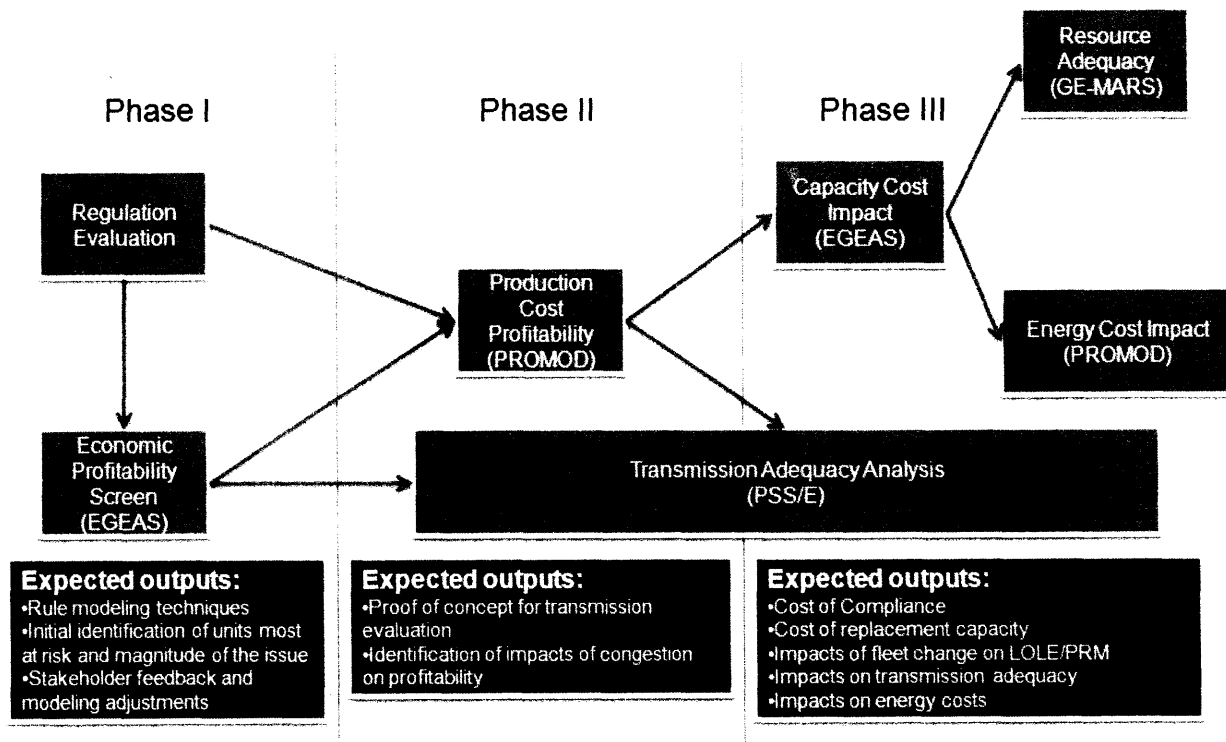 Phase I
Phase II
Phase III
Resource
Adequacy
(GE-MARS)
Regulation
Evaluation
Capacity Cost
Impact
(EGEAS)
Production
Cost
Profitability
(PROMOD)
Energy Cost Impact
(PROMOD)
Economic
Profitability
Screen
(EGEAS)
Transmission Adequacy Analysis
(PSS/E)
Expected outputs:
•Rule modeling techniques
•Initial identification of units most
at risk and magnitude of the issue
•Stakeholder feedback and
modeling adjustments
Expected outputs:
•Proof of concept for transmission
evaluation
•Identification of impacts of congestion
on profitability
Expected outputs:
•Cost of Compliance
•Cost of replacement capacity
•Impacts of fleet change on LOLE/PRM
•Impacts on transmission adequacy
•Impacts on energy costs